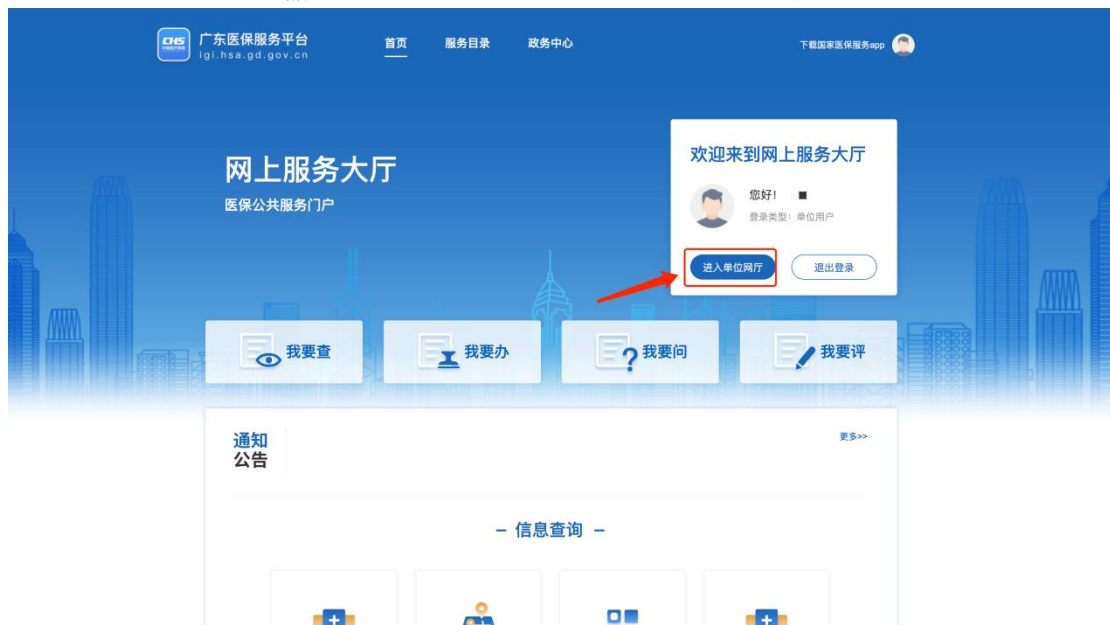 CHS
广东医保服务平台
igi.hsa.gd.gov.cn
首页
服务目录
政务中心
下载国家医保服务app
网上服务大厅
医保公共服务门户
欢迎来到网上服务大厅
您好！
登录类型：单位用户
进入单位网厅
退出登录
我要查
我要办
我要问
我要评
通知
公告
更多>>
– 信息查询 –